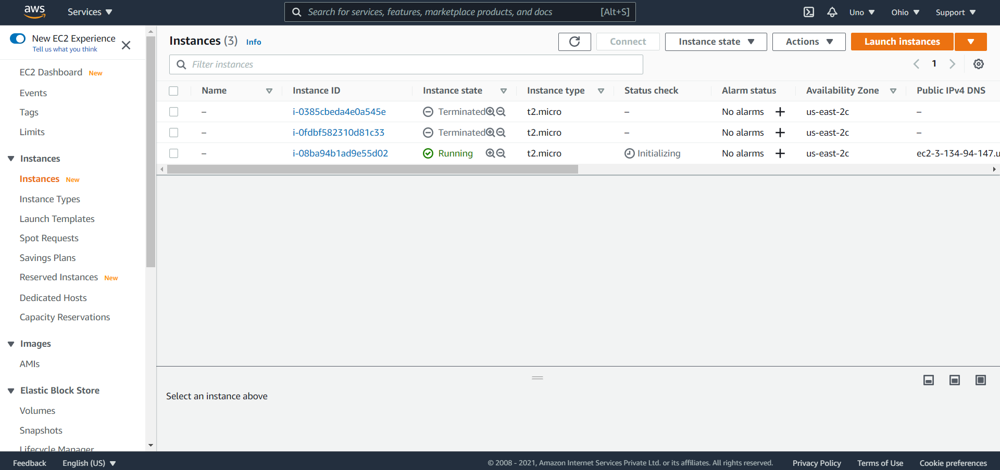 aws Services Search for services, features, marketplace products, and docs [Alt+S] Uno Ohio Support
New EC2 Experience
Tell us what you think
EC2 Dashboard New
Events
Tags
Limits
Instances
Instances New
Instance Types
Launch Templates
Spot Requests
Savings Plans
Reserved Instances New
Dedicated Hosts
Capacity Reservations
Images
AMIs
Elastic Block Store
Volumes
Snapshots
Lifecycle Manager
Instances (3) Info Connect Instance state Actions Launch instances
Filter instances 1
Name Instance ID Instance state Instance type Status check Alarm status Availability Zone Public IPv4 DNS
– i-0385cbeda4e0a545e Terminated t2.micro – No alarms us-east-2c –
– i-0fdbf582310d81c33 Terminated t2.micro – No alarms us-east-2c –
– i-08ba94b1ad9e55d02 Running t2.micro Initializing No alarms us-east-2c ec2-3-134-94-147.u
Select an instance above
Feedback English (US) © 2008 - 2021, Amazon Internet Services Private Ltd. or its affiliates. All rights reserved. Privacy Policy Terms of Use Cookie preferences